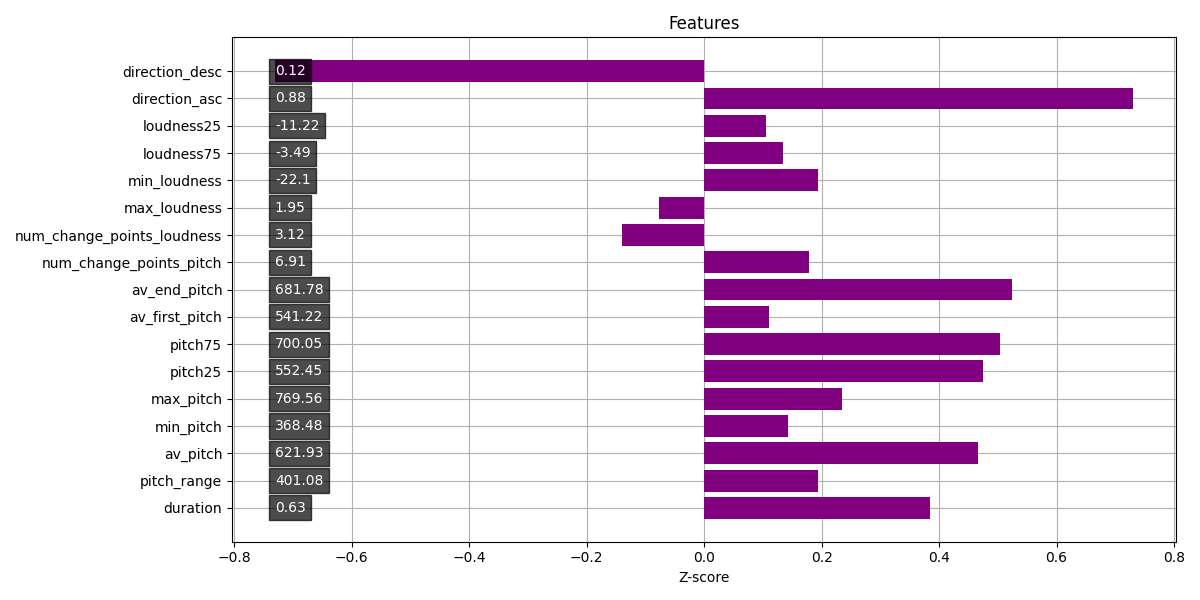 Features
direction_desc 0.12
direction_asc 0.88
loudness25 -11.22
loudness75 -3.49
min_loudness -22.1
max_loudness 1.95
num_change_points_loudness 3.12
num_change_points_pitch 6.91
av_end_pitch 681.78
av_first_pitch 541.22
pitch75 700.05
pitch25 552.45
max_pitch 769.56
min_pitch 368.48
av_pitch 621.93
pitch_range 401.08
duration 0.63
−0.8 −0.6 −0.4 −0.2 0.0 0.2 0.4 0.6 0.8
Z-score